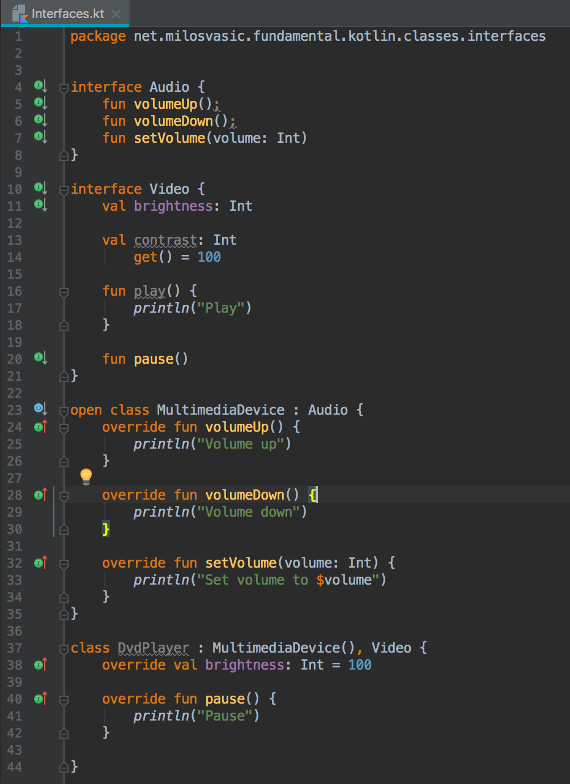 Interfaces.kt
1 package net.milosvasic.fundamental.kotlin.classes.interfaces
2
3
4 interface Audio {
5     fun volumeUp();
6     fun volumeDown();
7     fun setVolume(volume: Int)
8 }
9
10 interface Video {
11     val brightness: Int
12
13     val contrast: Int
14         get() = 100
15
16     fun play() {
17         println("Play")
18     }
19
20     fun pause()
21 }
22
23 open class MultimediaDevice : Audio {
24     override fun volumeUp() {
25         println("Volume up")
26     }
27
28     override fun volumeDown() {
29         println("Volume down")
30     }
31
32     override fun setVolume(volume: Int) {
33         println("Set volume to $volume")
34     }
35 }
36
37 class DvdPlayer : MultimediaDevice(), Video {
38     override val brightness: Int = 100
39
40     override fun pause() {
41         println("Pause")
42     }
43
44 }